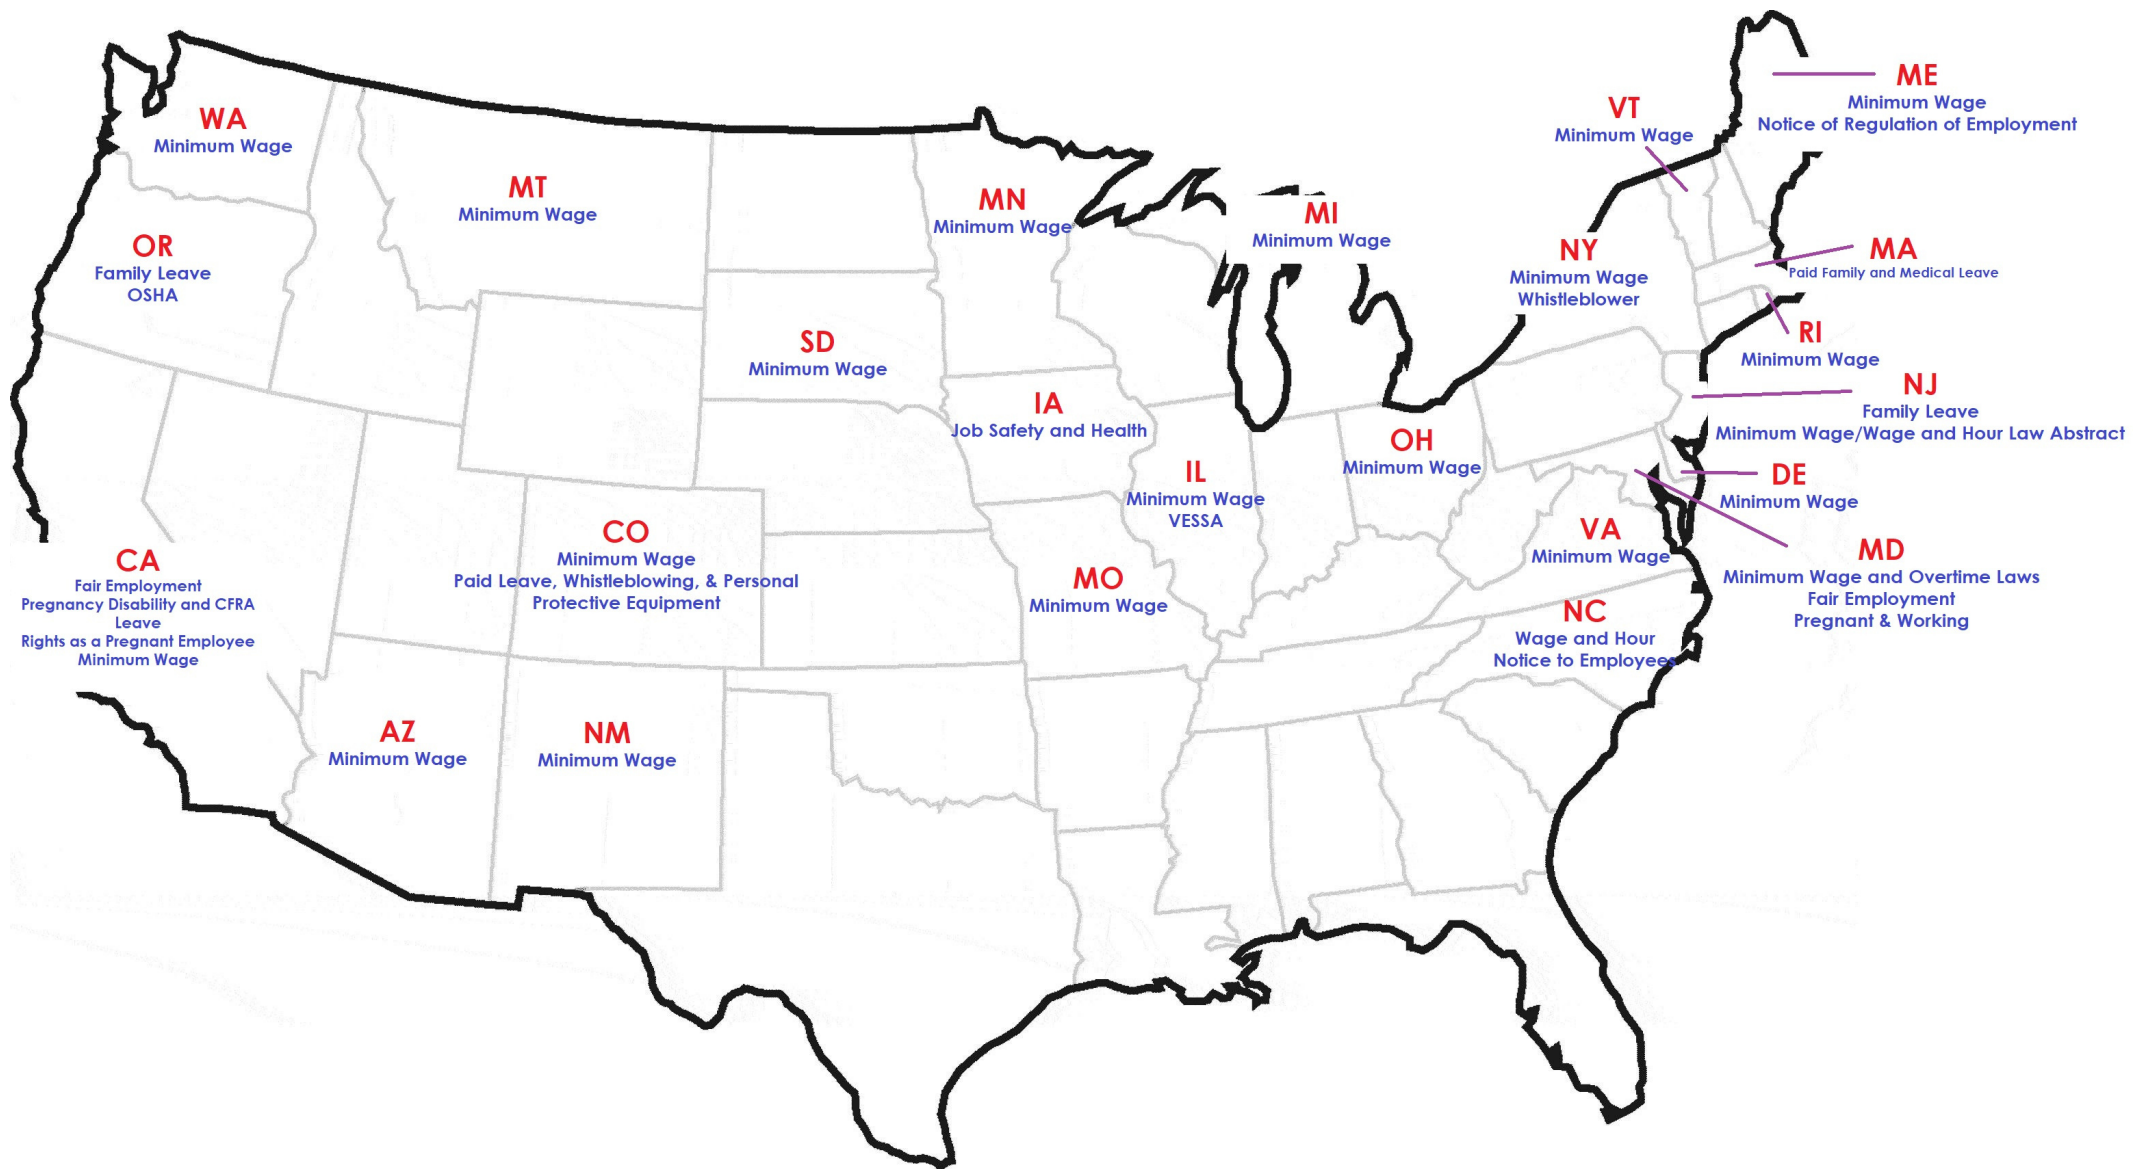 ME
Minimum Wage
Notice of Regulation of Employment
VT
Minimum Wage
WA
Minimum Wage
MT
Minimum Wage
MN
Minimum Wage
MI
Minimum Wage
OR
Family Leave
OSHA
NY
Minimum Wage
Whistleblower
MA
Paid Family and Medical Leave
RI
Minimum Wage
SD
Minimum Wage
NJ
Family Leave
Minimum Wage/Wage and Hour Law Abstract
IA
Job Safety and Health
OH
Minimum Wage
IL
Minimum Wage
VESSA
DE
Minimum Wage
CO
Minimum Wage
Paid Leave, Whistleblowing, & Personal
Protective Equipment
VA
Minimum Wage
MD
Minimum Wage and Overtime Laws
Fair Employment
Pregnant & Working
CA
Fair Employment
Pregnancy Disability and CFRA
Leave
Rights as a Pregnant Employee
Minimum Wage
MO
Minimum Wage
NC
Wage and Hour
Notice to Employees
AZ
Minimum Wage
NM
Minimum Wage